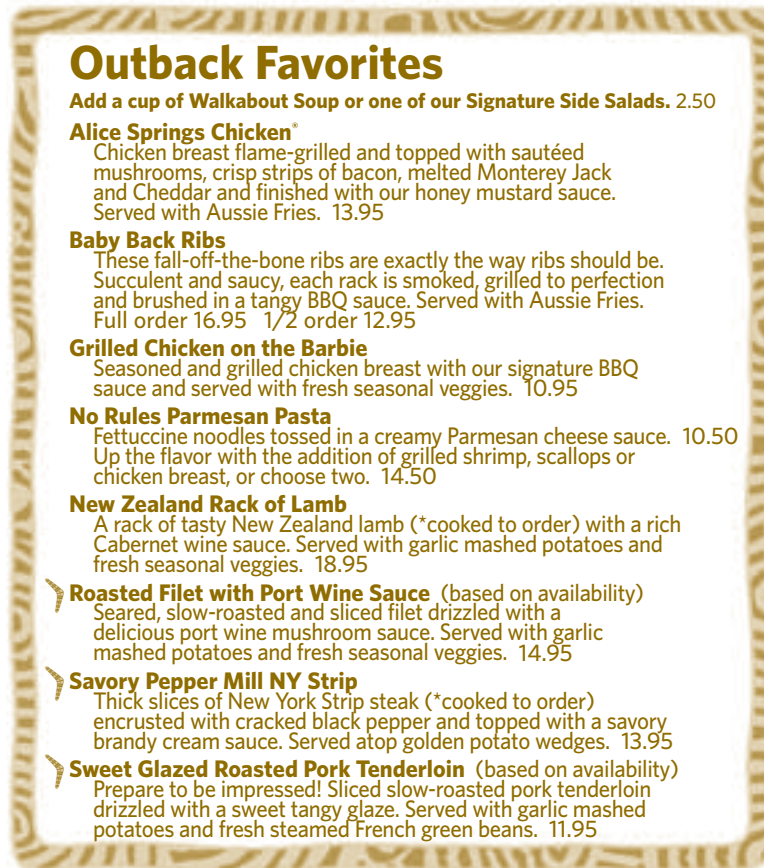 Outback Favorites
Add a cup of Walkabout Soup or one of our Signature Side Salads. 2.50
Alice Springs Chicken®
Chicken breast flame-grilled and topped with sautéed
mushrooms, crisp strips of bacon, melted Monterey Jack
and Cheddar and finished with our honey mustard sauce.
Served with Aussie Fries. 13.95
Baby Back Ribs
These fall-off-the-bone ribs are exactly the way ribs should be.
Succulent and saucy, each rack is smoked, grilled to perfection
and brushed in a tangy BBQ sauce. Served with Aussie Fries.
Full order 16.95 1/2 order 12.95
Grilled Chicken on the Barbie
Seasoned and grilled chicken breast with our signature BBQ
sauce and served with fresh seasonal veggies. 10.95
No Rules Parmesan Pasta
Fettuccine noodles tossed in a creamy Parmesan cheese sauce. 10.50
Up the flavor with the addition of grilled shrimp, scallops or
chicken breast, or choose two. 14.50
New Zealand Rack of Lamb
A rack of tasty New Zealand lamb (*cooked to order) with a rich
Cabernet wine sauce. Served with garlic mashed potatoes and
fresh seasonal veggies. 18.95
Roasted Filet with Port Wine Sauce (based on availability)
Seared, slow-roasted and sliced filet drizzled with a
delicious port wine mushroom sauce. Served with garlic
mashed potatoes and fresh seasonal veggies. 14.95
Savory Pepper Mill NY Strip
Thick slices of New York Strip steak (*cooked to order)
encrusted with cracked black pepper and topped with a savory
brandy cream sauce. Served atop golden potato wedges. 13.95
Sweet Glazed Roasted Pork Tenderloin (based on availability)
Prepare to be impressed! Sliced slow-roasted pork tenderloin
drizzled with a sweet tangy glaze. Served with garlic mashed
potatoes and fresh steamed French green beans. 11.95